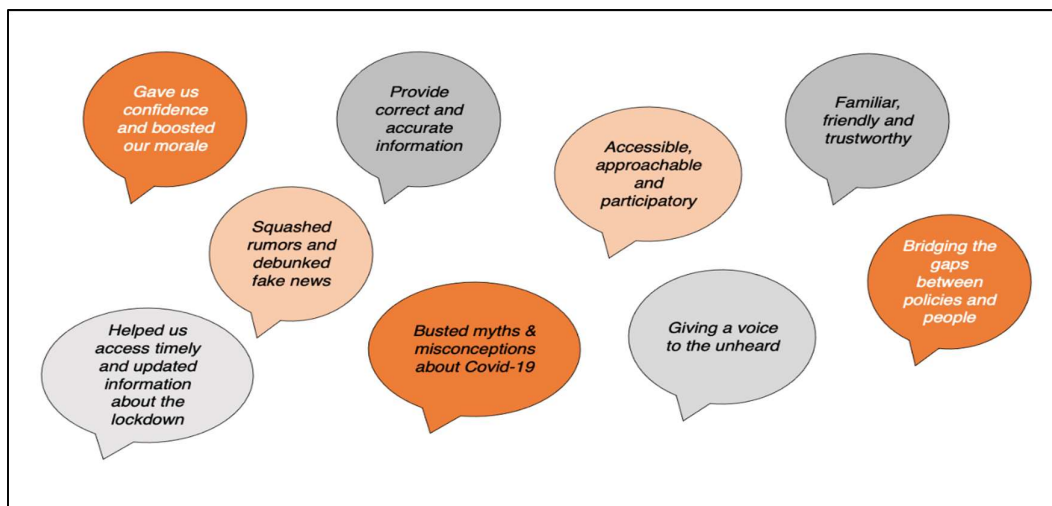 Gave us
confidence
and boosted
our morale
Provide
correct and
accurate
information
Accessible,
approachable
and
participatory
Familiar,
friendly and
trustworthy
Squashed
rumors and
debunked
fake news
Bridging the
gaps
between
policies and
people
Helped us
access timely
and updated
information
about the
lockdown
Busted myths &
misconceptions
about Covid-19
Giving a voice
to the unheard